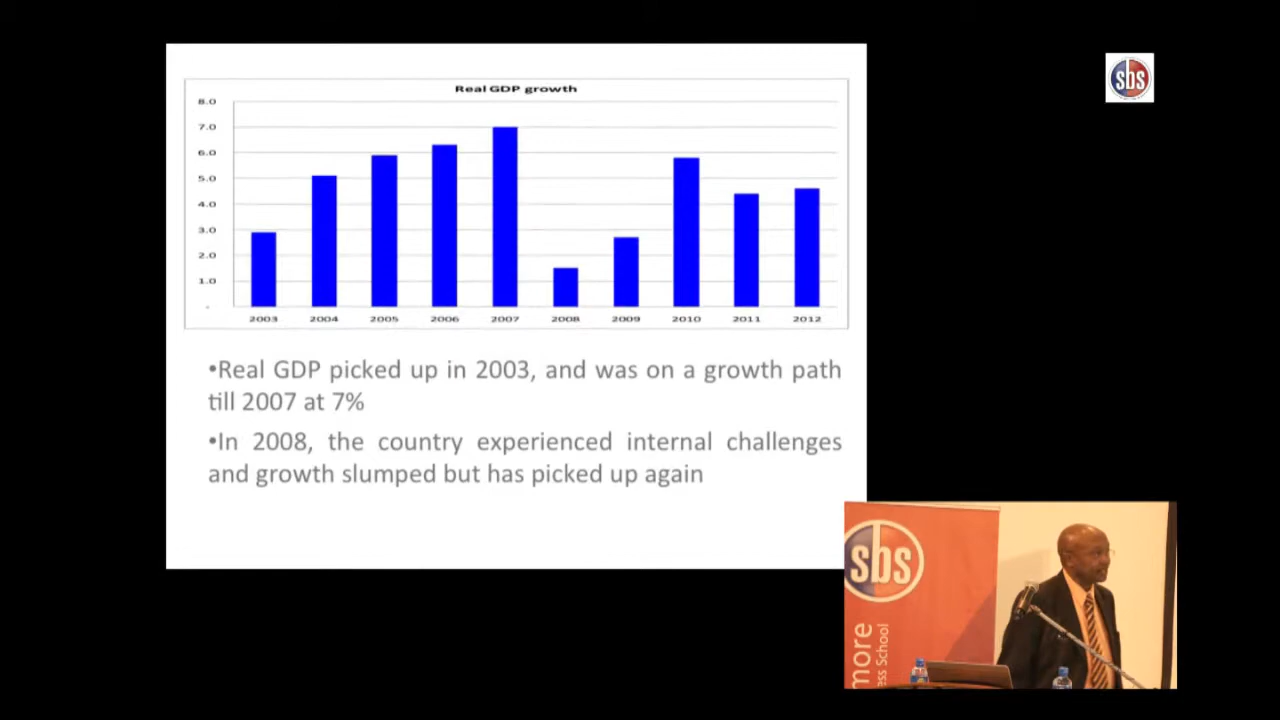 sbs
Real GDP growth
8.0
7.0
6.0
5.0
4.0
3.0
2.0
1.0
-
2003 2004 2005 2006 2007 2008 2009 2010 2011 2012
•Real GDP picked up in 2003, and was on a growth path
till 2007 at 7%
•In 2008, the country experienced internal challenges
and growth slumped but has picked up again
sbs
more
ess School